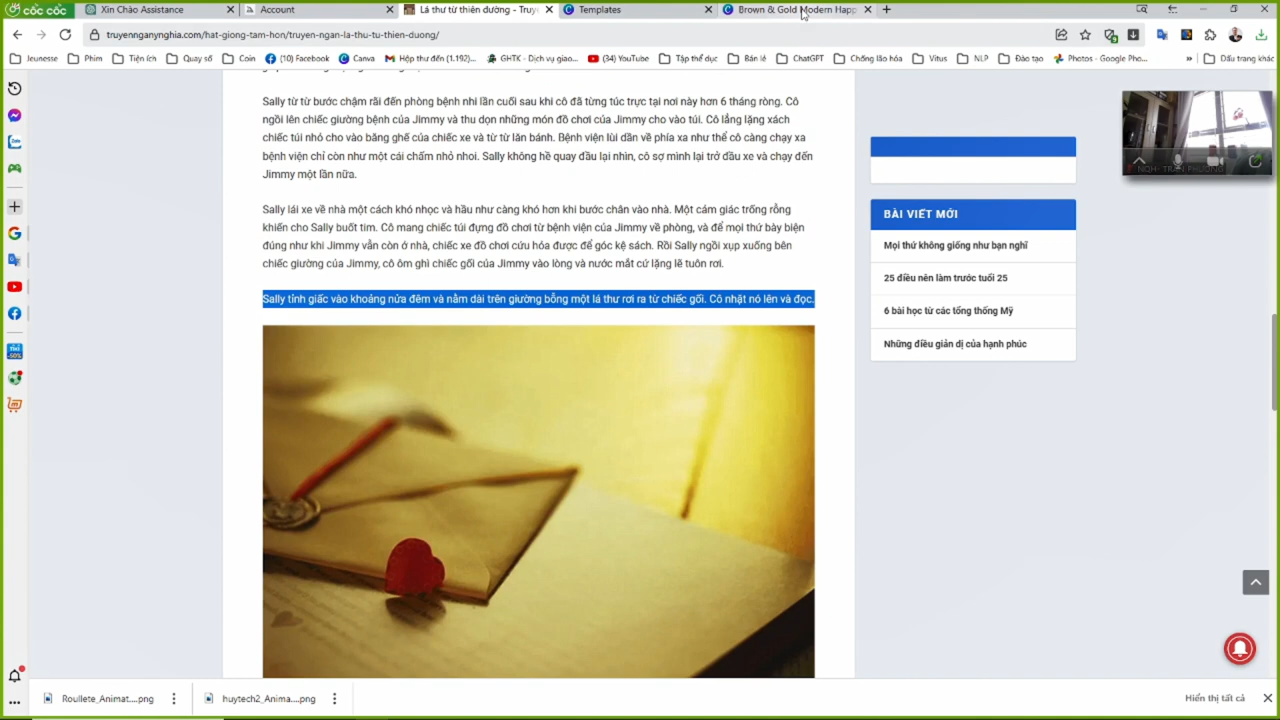 cốc cốc
Xin Chào Assistance
Account
Lá thư từ thiên đường - Truy
Templates
Brown & Gold Modern Happ
truyennganynghia.com/hat-giong-tam-hon/truyen-ngan-la-thu-tu-thien-duong/
Jeunesse
Phim
Tiện ích
Quay số
Coin
(10) Facebook
Canva
Hộp thư đến (1.192)...
GHTK - Dịch vụ giao...
(34) YouTube
Tập thể dục
Bán lẻ
ChatGPT
Chống lão hóa
Vitus
NLP
Đào tạo
Photos - Google Pho...
»
Dấu trang khác
Sally từ từ bước chậm rãi đến phòng bệnh nhi lần cuối sau khi cô đã từng túc trực tại nơi này hơn 6 tháng ròng. Cô
ngồi lên chiếc giường bệnh của Jimmy và thu dọn những món đồ chơi của Jimmy cho vào túi. Cô lẳng lặng xách
chiếc túi nhỏ cho vào băng ghế của chiếc xe và từ từ lăn bánh. Bệnh viện lùi dần về phía xa như thể cô càng chạy xa
bệnh viện chỉ còn như một cái chấm nhỏ nhoi. Sally không hề quay đầu lại nhìn, cô sợ mình lại trở đầu xe và chạy đến
Jimmy một lần nữa.
Sally lái xe về nhà một cách khó nhọc và hầu như càng khó hơn khi bước chân vào nhà. Một cảm giác trống rỗng
khiến cho Sally buốt tim. Cô mang chiếc túi đựng đồ chơi từ bệnh viện của Jimmy về phòng, và để mọi thứ bày biện
đúng như khi Jimmy vẫn còn ở nhà, chiếc xe đồ chơi cứu hỏa được để góc kệ sách. Rồi Sally ngồi xụp xuống bên
chiếc giường của Jimmy, cô ôm ghì chiếc gối của Jimmy vào lòng và nước mắt cứ lặng lẽ tuôn rơi.
Sally tỉnh giấc vào khoảng nửa đêm và nằm dài trên giường bỗng một lá thư rơi ra từ chiếc gối. Cô nhặt nó lên và đọc.
BÀI VIẾT MỚI
Mọi thứ không giống như bạn nghĩ
25 điều nên làm trước tuổi 25
6 bài học từ các tổng thống Mỹ
Những điều giản dị của hạnh phúc
Roullete_Animat....png
huytech2_Anima....png
Hiển thị tất cả